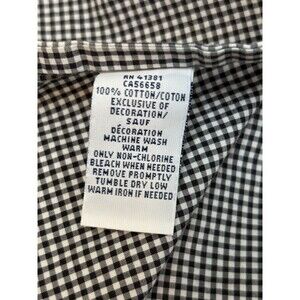 RN 41381
CA56658
100% COTTON/COTON
EXCLUSIVE OF
DECORATION/
SAUF
DÉCORATION
MACHINE WASH
WARM
ONLY NON-CHLORINE
BLEACH WHEN NEEDED
REMOVE PROMPTLY
TUMBLE DRY LOW
WARM IRON IF NEEDED